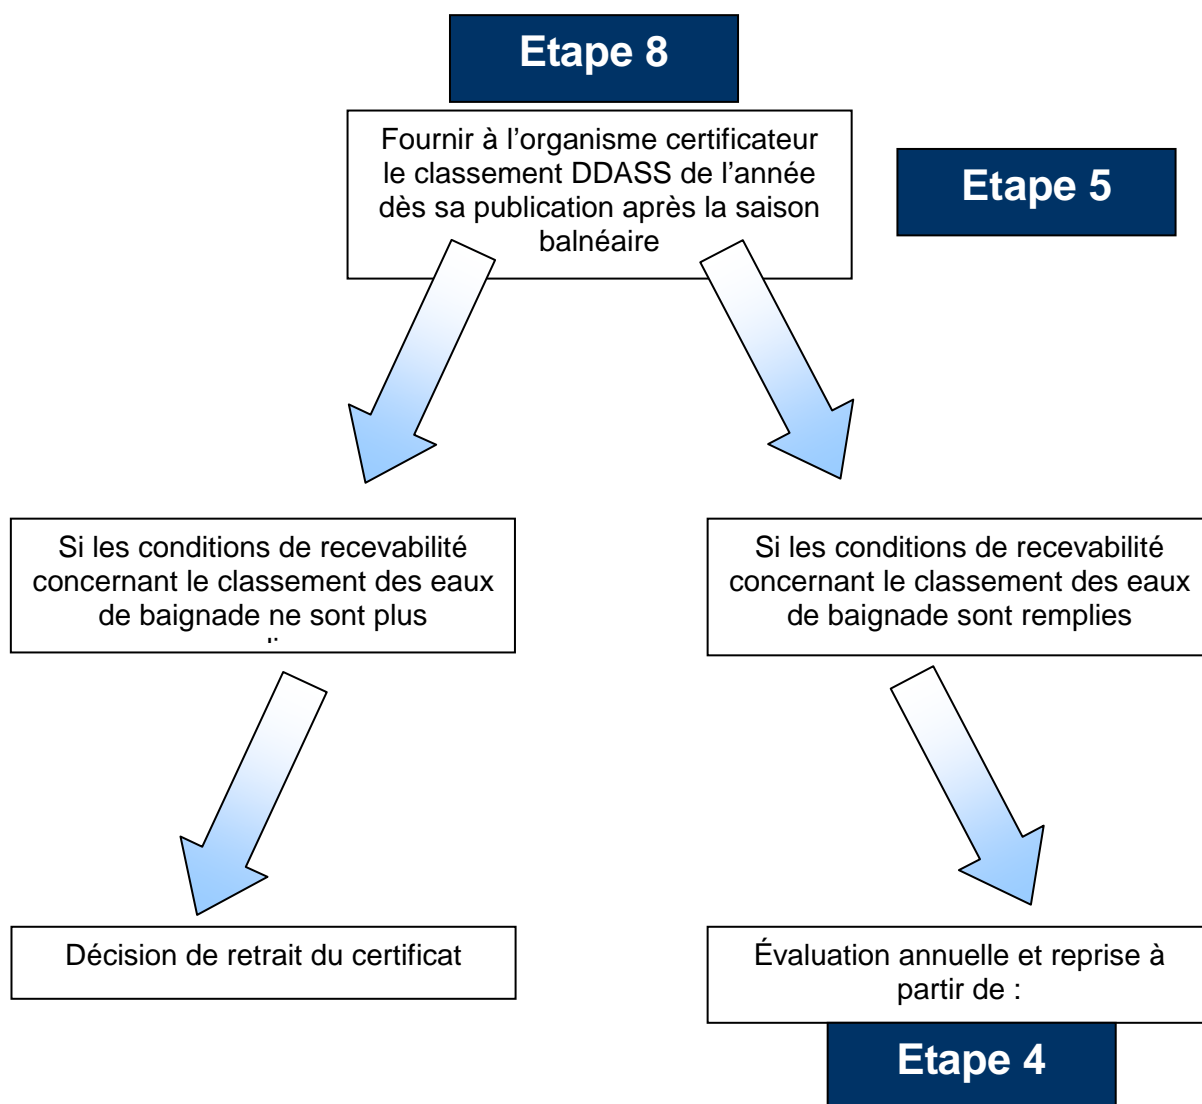 Etape 8
Fournir à l'organisme certificateur
le classement DDASS de l'année
dès sa publication après la saison
balnéaire
Etape 5
Si les conditions de recevabilité
concernant le classement des eaux
de baignade ne sont plus
Si les conditions de recevabilité
concernant le classement des eaux
de baignade sont remplies
Décision de retrait du certificat
Évaluation annuelle et reprise à
partir de :
Etape 4